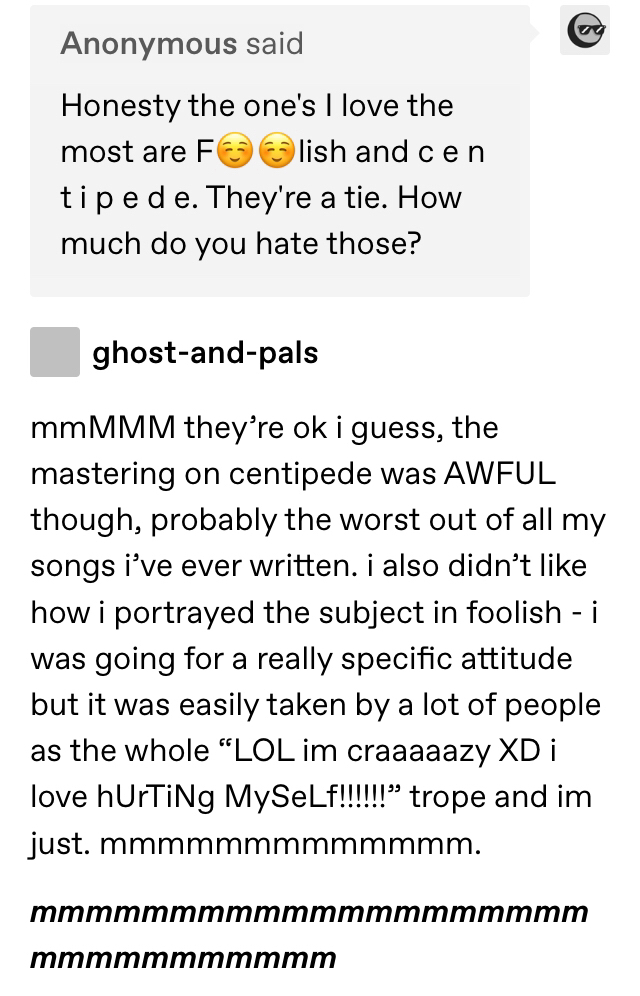 Anonymous said
Honesty the one's I love the
most are F☺️☺️lish and c e n
t i p e d e. They're a tie. How
much do you hate those?
ghost-and-pals
mmMMM they’re ok i guess, the
mastering on centipede was AWFUL
though, probably the worst out of all my
songs i’ve ever written. i also didn’t like
how i portrayed the subject in foolish - i
was going for a really specific attitude
but it was easily taken by a lot of people
as the whole “LOL im craaaaazy XD i
love hUrTiNg MySeLf!!!!!!” trope and im
just. mmmmmmmmmmmmm.
mmmmmmmmmmmmmmmmmmmm
mmmmmmmmmmm